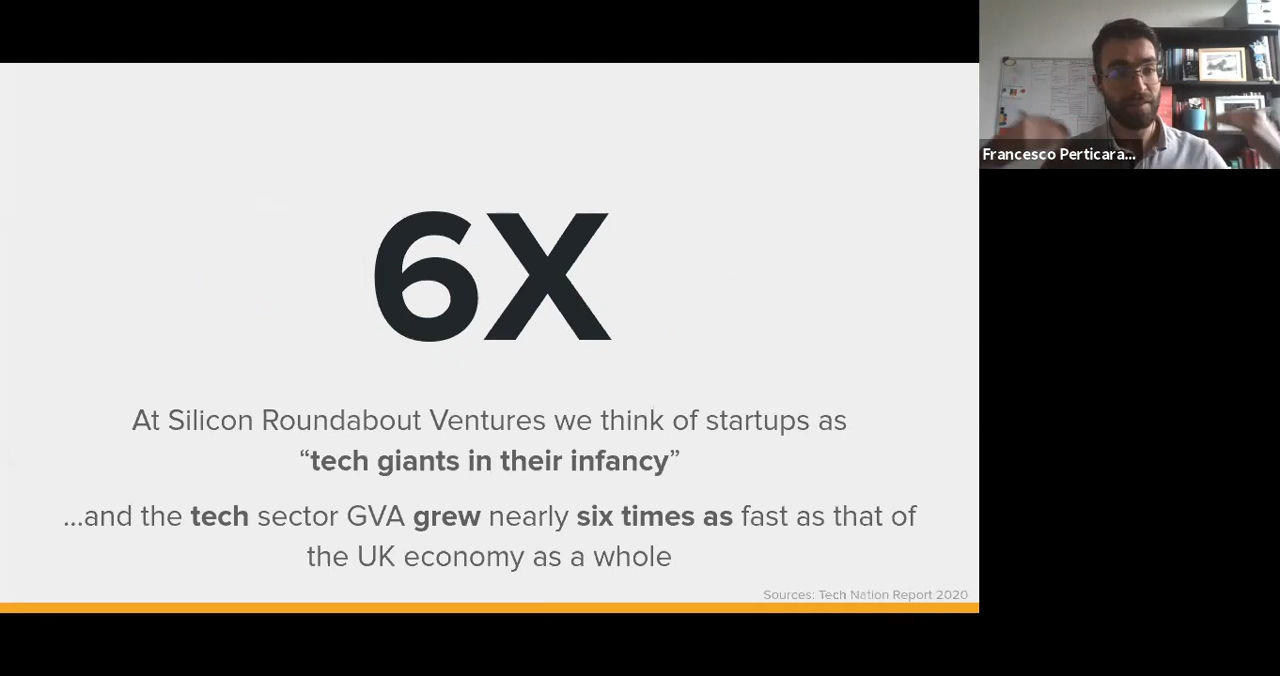 6X
At Silicon Roundabout Ventures we think of startups as
“tech giants in their infancy”
...and the tech sector GVA grew nearly six times as fast as that of
the UK economy as a whole
Sources: Tech Nation Report 2020
Francesco Perticara...